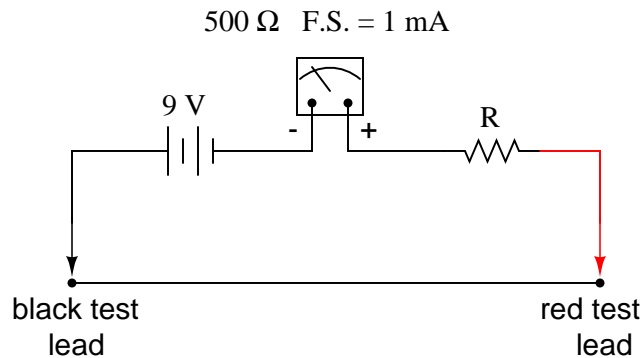 500 Ω F.S. = 1 mA
9 V
- +
R
black test
lead
red test
lead